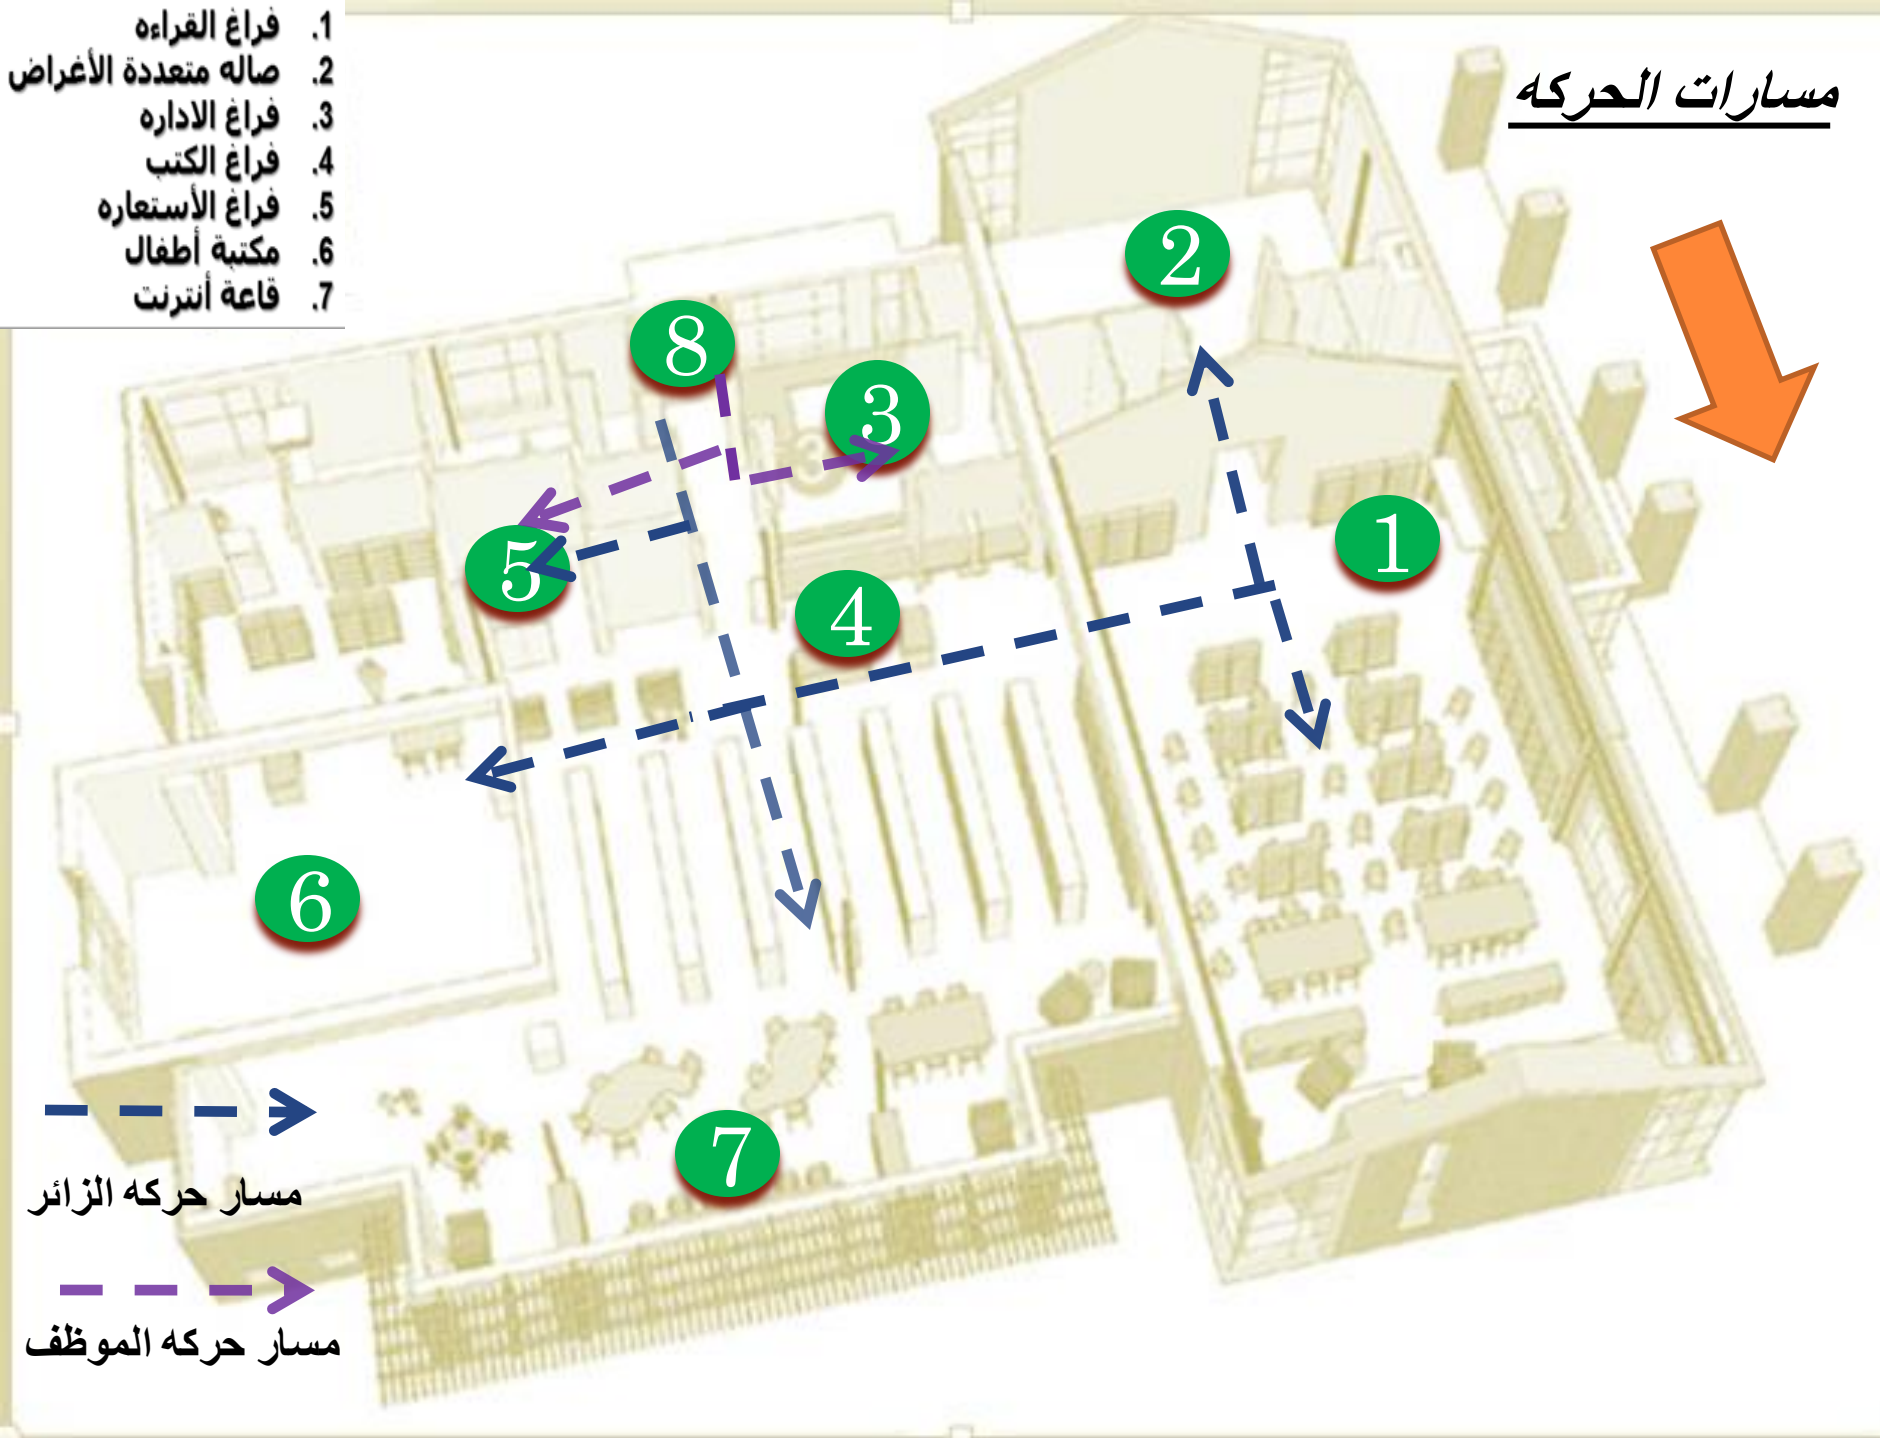 مسارات الحركه
1. فراغ القراءه
2. صاله متعددة الأغراض
3. فراغ الاداره
4. فراغ الكتب
5. فراغ الأستعاره
6. مكتبة أطفال
7. قاعة أنترنت
2
8
3
1
5
4
6
7
مسار حركه الزائر
مسار حركه الموظف